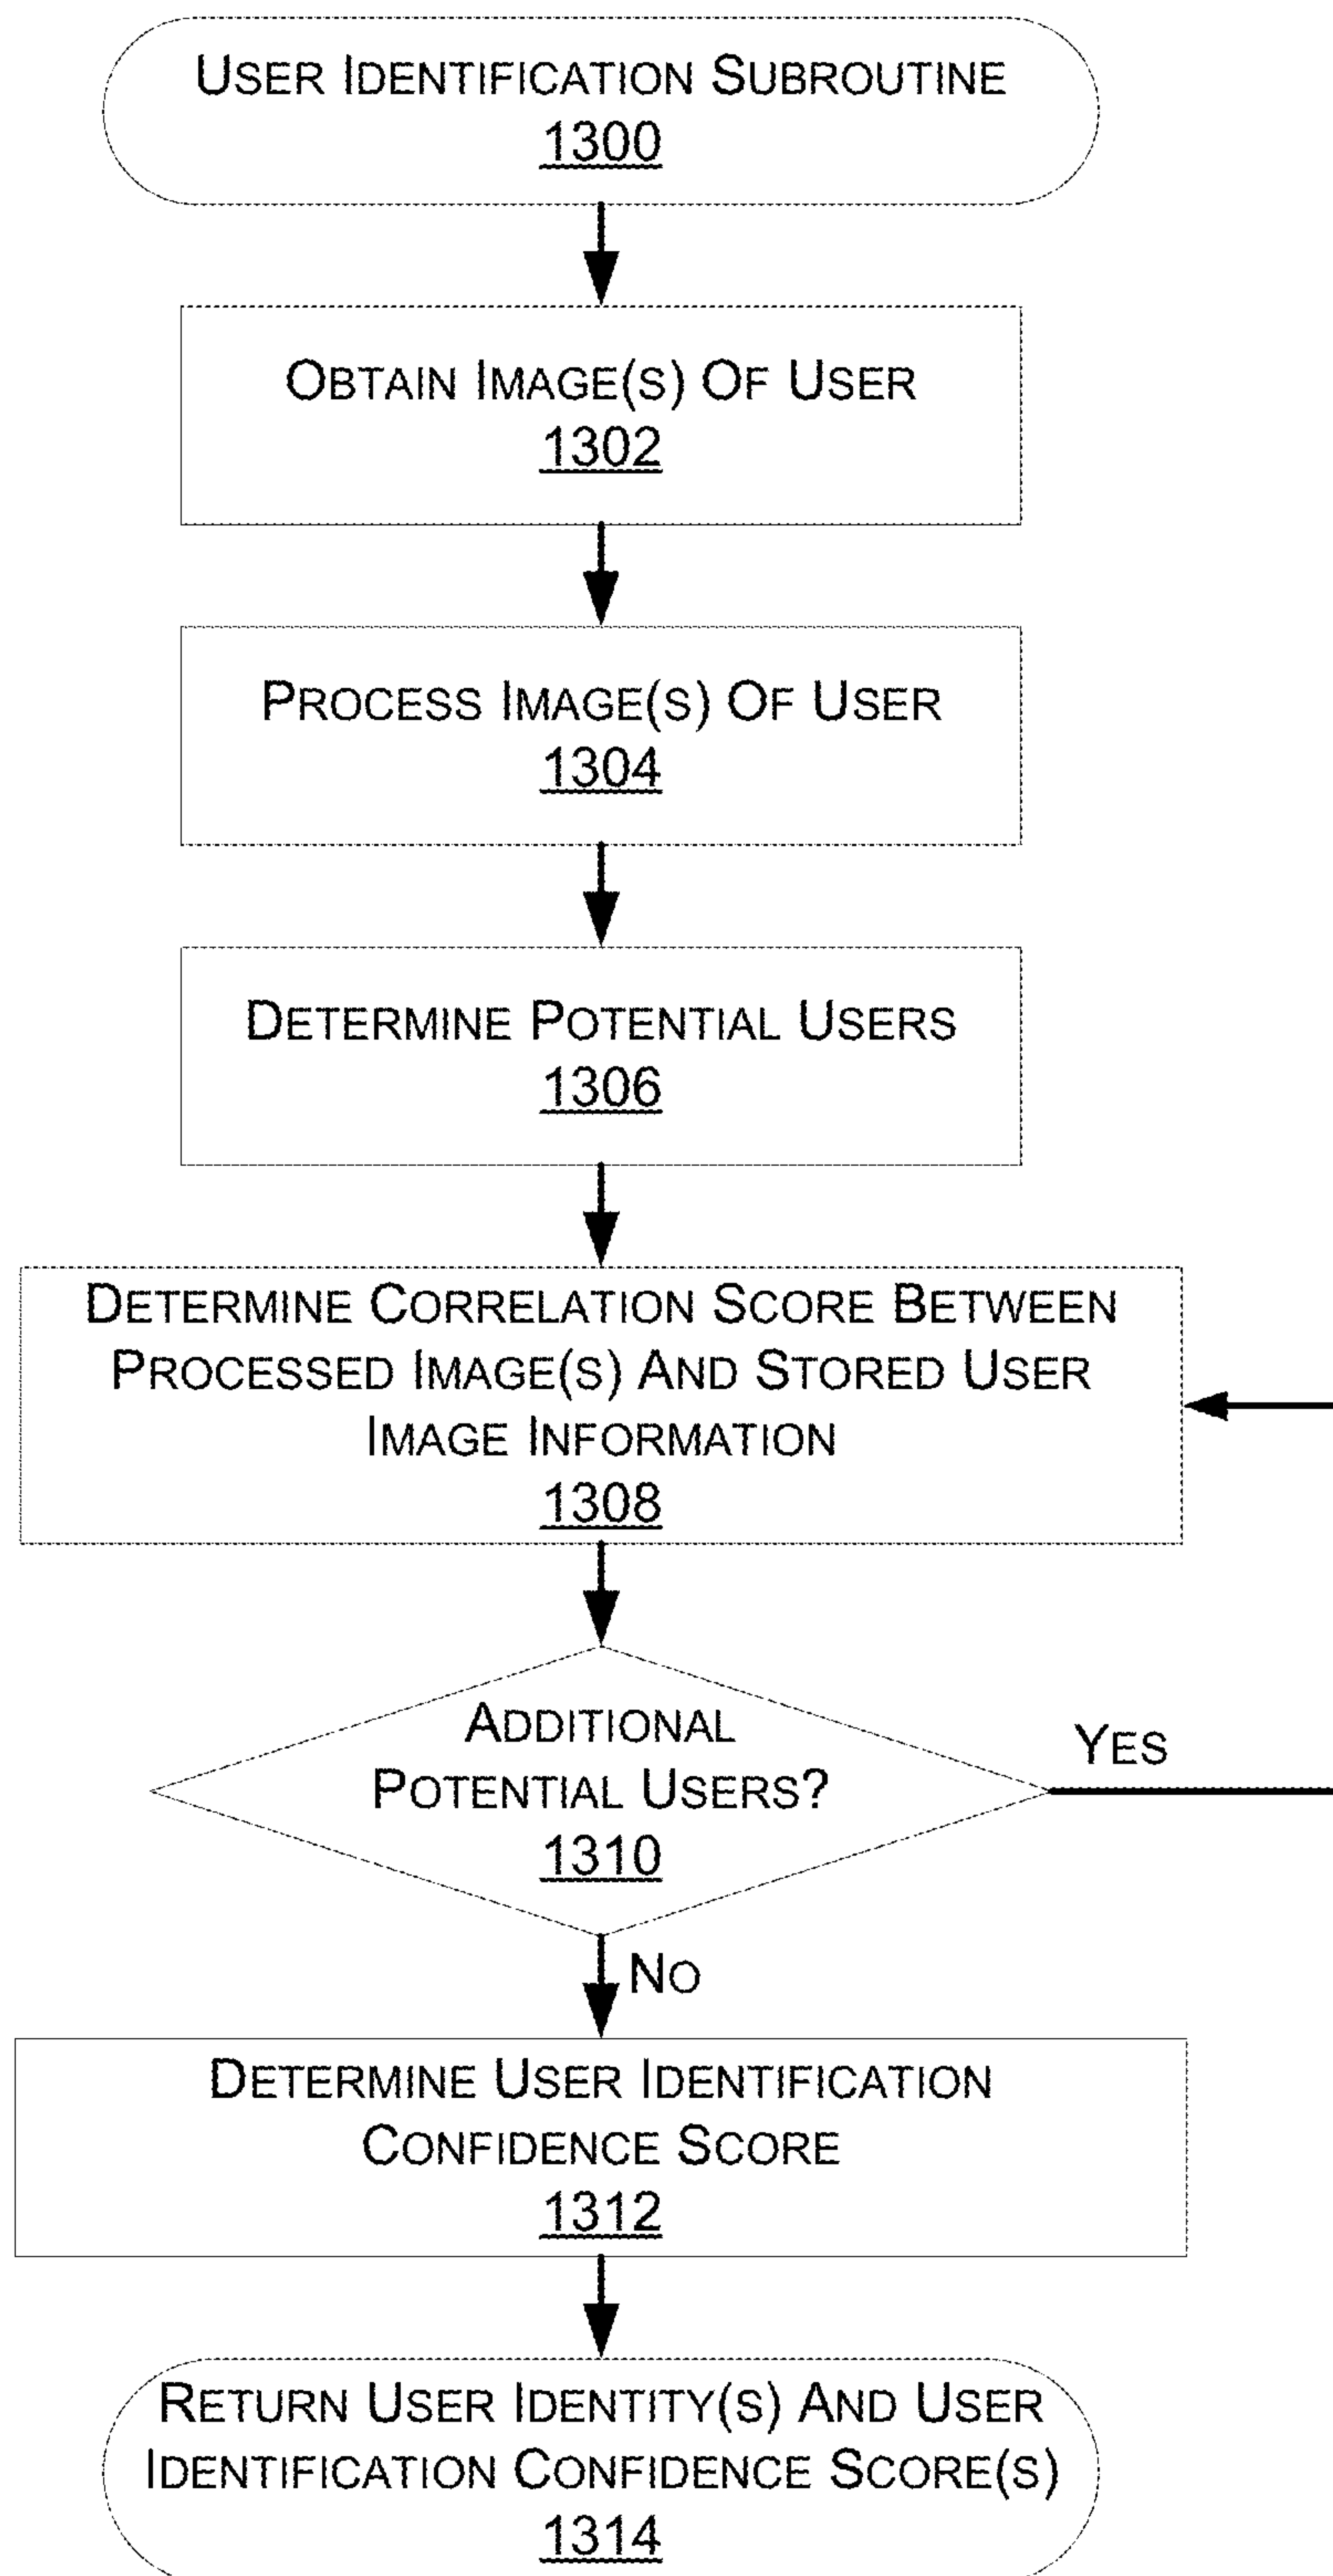 USER IDENTIFICATION SUBROUTINE
1300
OBTAIN IMAGE(S) OF USER
1302
PROCESS IMAGE(S) OF USER
1304
DETERMINE POTENTIAL USERS
1306
DETERMINE CORRELATION SCORE BETWEEN
PROCESSED IMAGE(S) AND STORED USER
IMAGE INFORMATION
1308
ADDITIONAL
POTENTIAL USERS?
1310
YES
NO
DETERMINE USER IDENTIFICATION
CONFIDENCE SCORE
1312
RETURN USER IDENTITY(S) AND USER
IDENTIFICATION CONFIDENCE SCORE(S)
1314